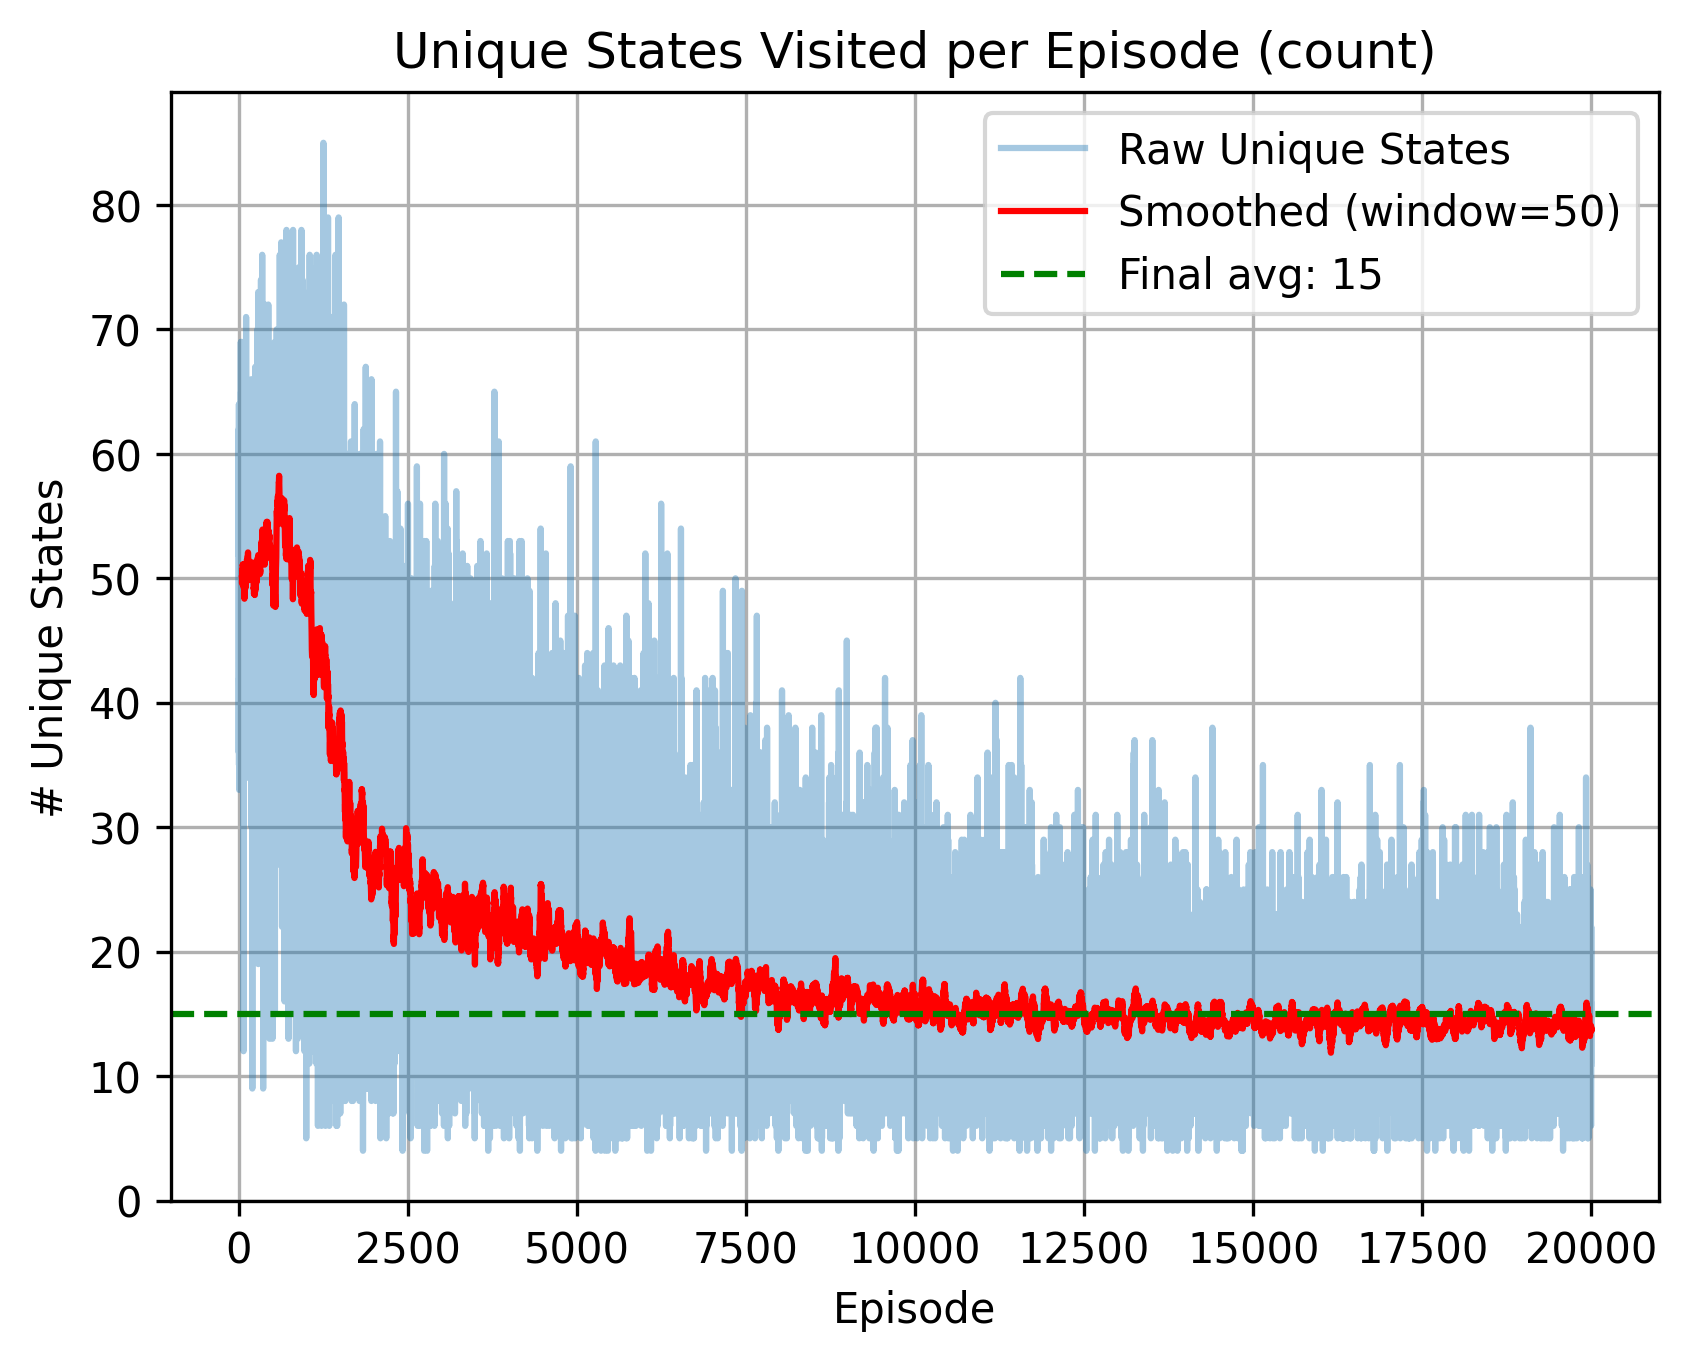 Unique States Visited per Episode (count)
Raw Unique States
Smoothed (window=50)
Final avg: 15
# Unique States
80
70
60
50
40
30
20
10
0
0 2500 5000 7500 10000 12500 15000 17500 20000
Episode